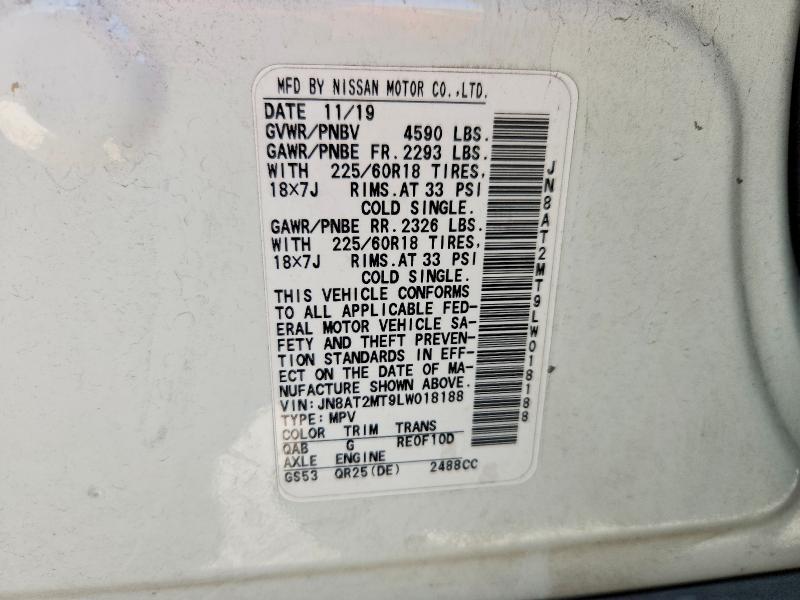 MFD BY NISSAN MOTOR CO.,LTD.
DATE 11/19
GVWR/PNBV 4590 LBS.
GAWR/PNBE FR.2293 LBS.
WITH 225/60R18 TIRES,
18X7J RIMS.AT 33 PSI
COLD SINGLE.
GAWR/PNBE RR.2326 LBS.
WITH 225/60R18 TIRES,
18X7J RIMS.AT 33 PSI
COLD SINGLE.
THIS VEHICLE CONFORMS
TO ALL APPLICABLE FED-
ERAL MOTOR VEHICLE SA-
FETY AND THEFT PREVEN-
TION STANDARDS IN EFF-
ECT ON THE DATE OF MA-
NUFACTURE SHOWN ABOVE.
VIN:JN8AT2MT9LW018188
TYPE:MPV
COLOR TRIM TRANS
QAB G RE0F10D
AXLE ENGINE
GS53 QR25(DE) 2488CC
JN8AT2MT9LW018188